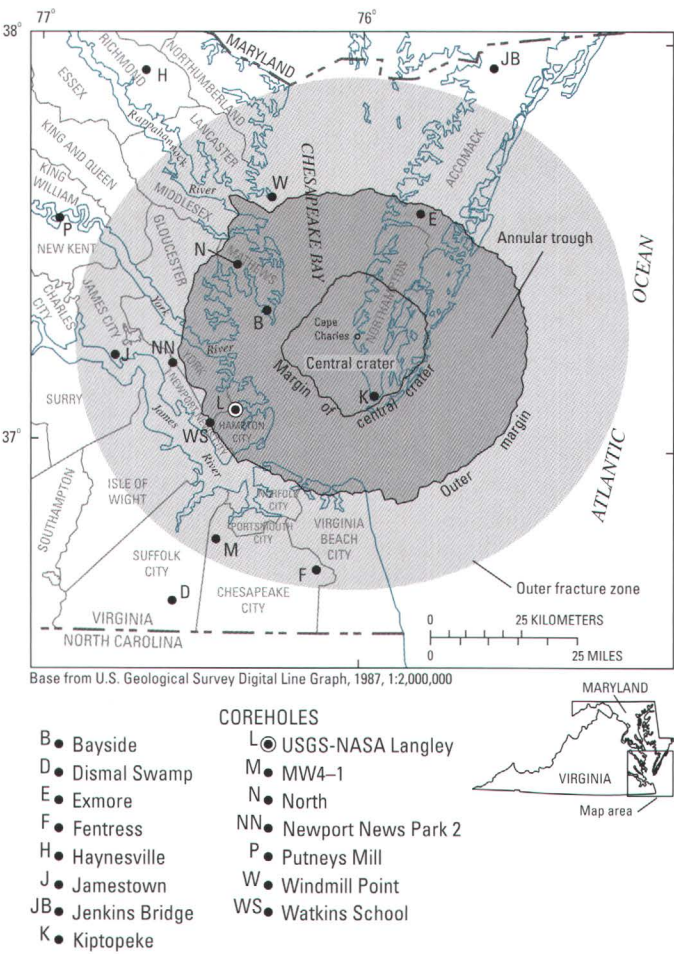 77°
76°
38°
37°
MARYLAND
JB
H
RICHMOND
NORTHUMBERLAND
ESSEX
LANCASTER
Rappahannock
River
KING AND QUEEN
KING
WILLIAM
MIDDLESEX
W
CHESAPEAKE BAY
ACCOMACK
E
P
NEW KENT
GLOUCESTER
N
MATHEWS
Annular trough
OCEAN
CHARLES
CITY
JAMES CITY
York
River
B
Cape
Charles
NORTHAMPTON
Central crater
Margin of central crater
J
NN
YORK
NEWPORT NEWS CITY
L
K
HAMPTON
CITY
WS
SURRY
James
River
Outer margin
ATLANTIC
ISLE OF
WIGHT
SOUTHAMPTON
NORFOLK
CITY
PORTSMOUTH
CITY
VIRGINIA
BEACH
CITY
M
SUFFOLK
CITY
F
CHESAPEAKE
CITY
D
Outer fracture zone
VIRGINIA
NORTH CAROLINA
0 25 KILOMETERS
0 25 MILES
Base from U.S. Geological Survey Digital Line Graph, 1987, 1:2,000,000
MARYLAND
VIRGINIA
Map area
COREHOLES
B Bayside
D Dismal Swamp
E Exmore
F Fentress
H Haynesville
J Jamestown
JB Jenkins Bridge
K Kiptopeke
L USGS-NASA Langley
M MW4–1
N North
NN Newport News Park 2
P Putneys Mill
W Windmill Point
WS Watkins School